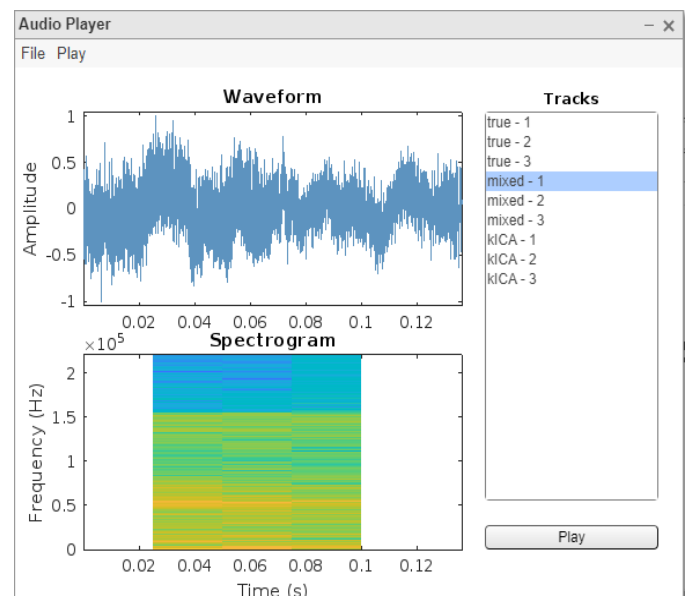 Audio Player
File Play
Waveform
1
0.5
0
-0.5
-1
Amplitude
0.02 0.04 0.06 0.08 0.1 0.12
Spectrogram
×10^5
2
1.5
1
0.5
0
Frequency (Hz)
0.02 0.04 0.06 0.08 0.1 0.12
Time (s)
Tracks
true - 1
true - 2
true - 3
mixed - 1
mixed - 2
mixed - 3
kICA - 1
kICA - 2
kICA - 3
Play